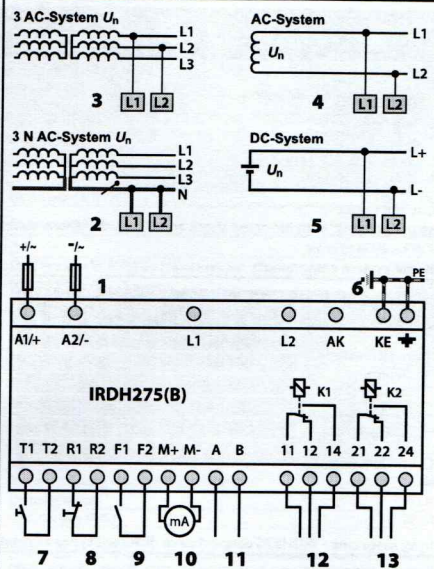 3 AC-System Un
L1
L2
L3
3
L1 L2
AC-System
Un
L1
L2
4
L1 L2
3 N AC-System Un
L1
L2
L3
N
2
L1 L2
DC-System
Un
L+
L-
5
L1 L2
+/~
-/~
1
6
PE
A1/+ A2/- L1 L2 AK KE
IRDH275(B)
K1 K2
T1 T2 R1 R2 F1 F2 M+ M- A B 11 12 14 21 22 24
mA
7 8 9 10 11 12 13